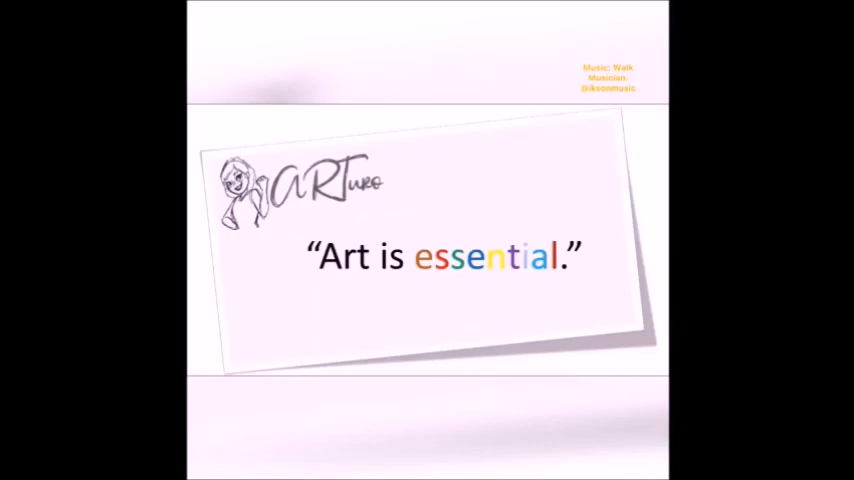 Music: Walk
Musician:
@iksonmusic
ARTuro
“Art is essential.”